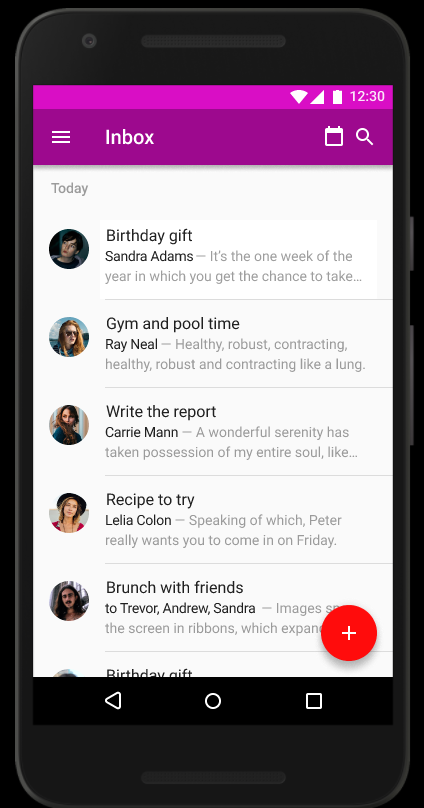 12:30
Inbox
Today
Birthday gift
Sandra Adams — It's the one week of the
year in which you get the chance to take…
Gym and pool time
Ray Neal — Healthy, robust, contracting,
healthy, robust and contracting like a lung.
Write the report
Carrie Mann — A wonderful serenity has
taken possession of my entire soul, like…
Recipe to try
Lelia Colon — Speaking of which, Peter
really wants you to come in on Friday.
Brunch with friends
to Trevor, Andrew, Sandra — Images
the screen in ribbons, which
Birthday gift